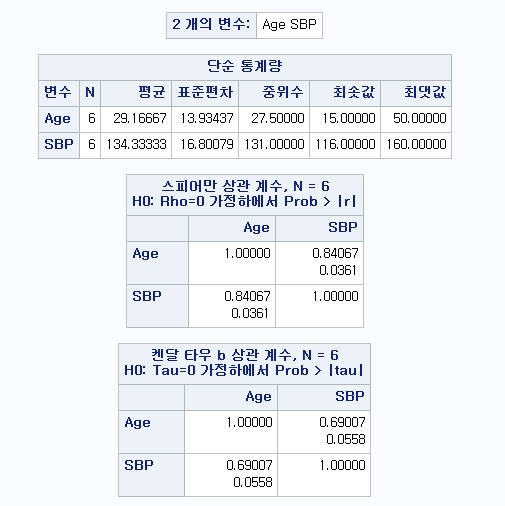 2 개의 변수: Age SBP
단순 통계량
변수 N 평균 표준편차 중위수 최솟값 최댓값
Age 6 29.16667 13.93437 27.50000 15.00000 50.00000
SBP 6 134.33333 16.80079 131.00000 116.00000 160.00000
스피어만 상관 계수, N = 6
H0: Rho=0 가정하에서 Prob > |r|
Age SBP
Age 1.00000 0.84067
0.0361
SBP 0.84067 1.00000
0.0361
켄달 타우 b 상관 계수, N = 6
H0: Tau=0 가정하에서 Prob > |tau|
Age SBP
Age 1.00000 0.69007
0.0558
SBP 0.69007 1.00000
0.0558